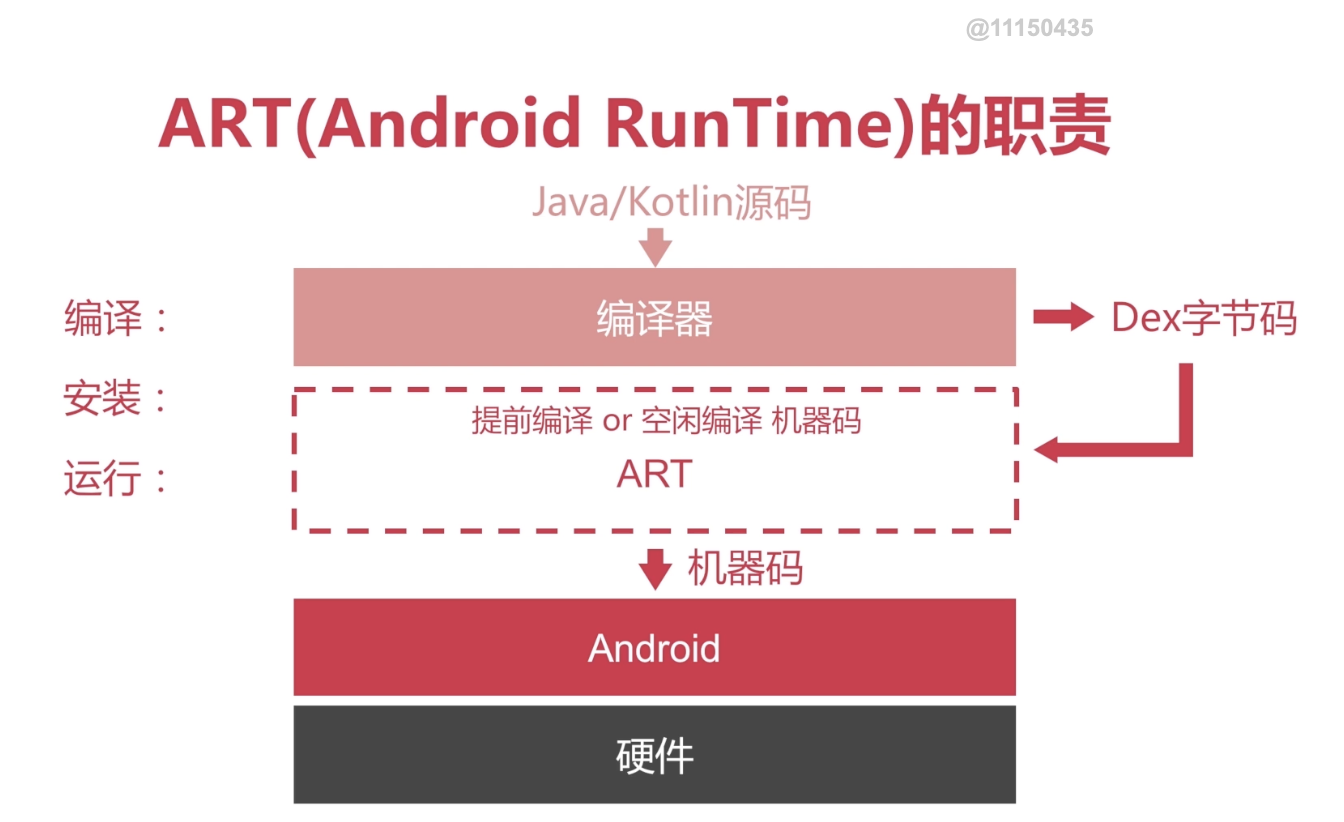 @11150435
ART(Android RunTime)的职责
Java/Kotlin源码
编译： 编译器 Dex字节码
安装： 提前编译 or 空闲编译 机器码
运行： ART
机器码
Android
硬件